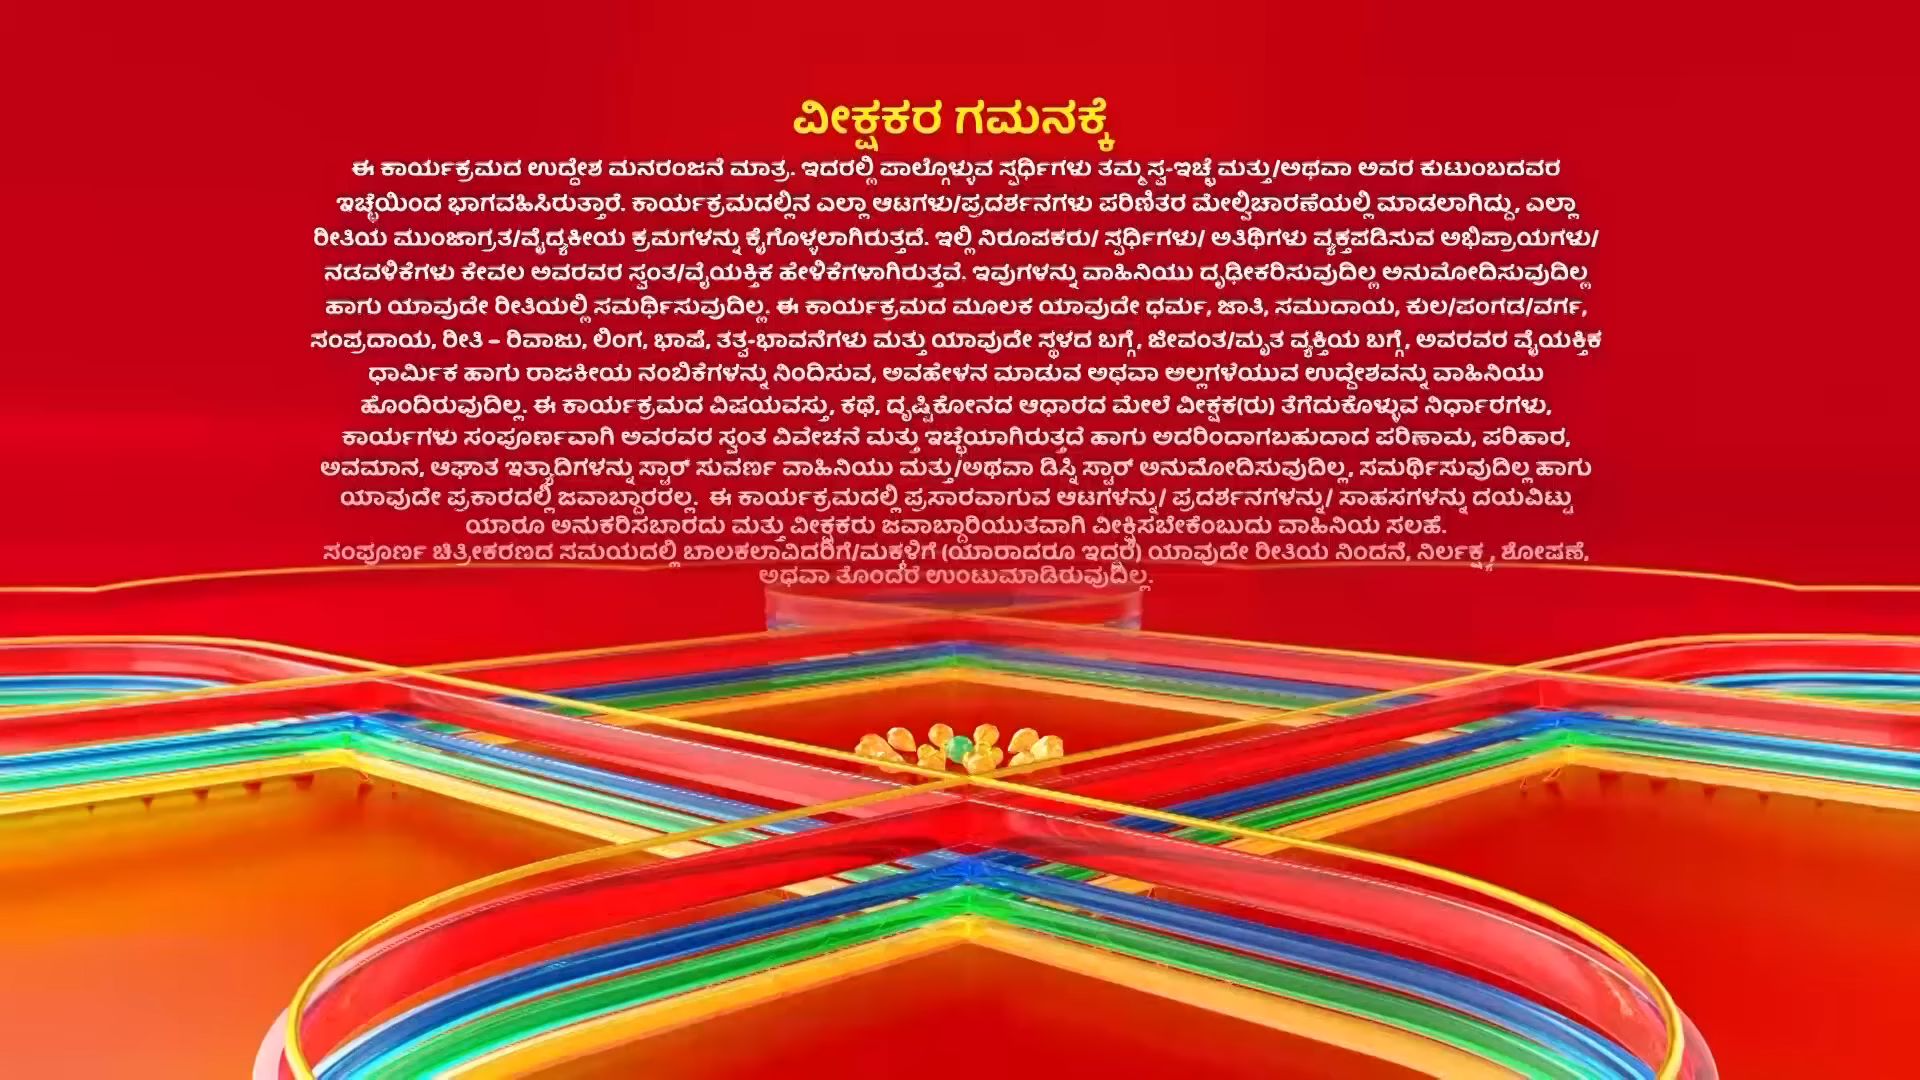 ವೀಕ್ಷಕರ ಗಮನಕ್ಕೆ
ಈ ಕಾರ್ಯಕ್ರಮದ ಉದ್ದೇಶ ಮನರಂಜನೆ ಮಾತ್ರ. ಇದರಲ್ಲಿ ಪಾಲ್ಗೊಳ್ಳುವ ಸ್ಪರ್ಧಿಗಳು ತಮ್ಮ ಸ್ವ-ಇಚ್ಛೆ ಮತ್ತು/ಅಥವಾ ಅವರ ಕುಟುಂಬದವರ
ಇಚ್ಛೆಯಿಂದ ಭಾಗವಹಿಸಿರುತ್ತಾರೆ. ಕಾರ್ಯಕ್ರಮದಲ್ಲಿನ ಎಲ್ಲಾ ಆಟಗಳು/ಪ್ರದರ್ಶನಗಳು ಪರಿಣಿತರ ಮೇಲ್ವಿಚಾರಣೆಯಲ್ಲಿ ಮಾಡಲಾಗಿದ್ದು, ಎಲ್ಲಾ
ರೀತಿಯ ಮುಂಜಾಗ್ರತ/ವೈದ್ಯಕೀಯ ಕ್ರಮಗಳನ್ನು ಕೈಗೊಳ್ಳಲಾಗಿರುತ್ತದೆ. ಇಲ್ಲಿ ನಿರೂಪಕರು/ ಸ್ಪರ್ಧಿಗಳು/ ಅತಿಥಿಗಳು ವ್ಯಕ್ತಪಡಿಸುವ ಅಭಿಪ್ರಾಯಗಳು/
ನಡವಳಿಕೆಗಳು ಕೇವಲ ಅವರವರ ಸ್ವಂತ/ವೈಯಕ್ತಿಕ ಹೇಳಿಕೆಗಳಾಗಿರುತ್ತವೆ. ಇವುಗಳನ್ನು ವಾಹಿನಿಯು ದೃಢೀಕರಿಸುವುದಿಲ್ಲ ಅನುಮೋದಿಸುವುದಿಲ್ಲ
ಹಾಗು ಯಾವುದೇ ರೀತಿಯಲ್ಲಿ ಸಮರ್ಥಿಸುವುದಿಲ್ಲ. ಈ ಕಾರ್ಯಕ್ರಮದ ಮೂಲಕ ಯಾವುದೇ ಧರ್ಮ, ಜಾತಿ, ಸಮುದಾಯ, ಕುಲ/ಪಂಗಡ/ವರ್ಗ,
ಸಂಪ್ರದಾಯ, ರೀತಿ – ರಿವಾಜು, ಲಿಂಗ, ಭಾಷೆ, ತತ್ವ-ಭಾವನೆಗಳು ಮತ್ತು ಯಾವುದೇ ಸ್ಥಳದ ಬಗ್ಗೆ, ಜೀವಂತ/ಮೃತ ವ್ಯಕ್ತಿಯ ಬಗ್ಗೆ, ಅವರವರ ವೈಯಕ್ತಿಕ
ಧಾರ್ಮಿಕ ಹಾಗು ರಾಜಕೀಯ ನಂಬಿಕೆಗಳನ್ನು ನಿಂದಿಸುವ, ಅವಹೇಳನ ಮಾಡುವ ಅಥವಾ ಅಲ್ಲಗಳೆಯುವ ಉದ್ದೇಶವನ್ನು ವಾಹಿನಿಯು
ಹೊಂದಿರುವುದಿಲ್ಲ. ಈ ಕಾರ್ಯಕ್ರಮದ ವಿಷಯವಸ್ತು, ಕಥೆ, ದೃಷ್ಟಿಕೋನದ ಆಧಾರದ ಮೇಲೆ ವೀಕ್ಷಕ(ರು) ತೆಗೆದುಕೊಳ್ಳುವ ನಿರ್ಧಾರಗಳು,
ಕಾರ್ಯಗಳು ಸಂಪೂರ್ಣವಾಗಿ ಅವರವರ ಸ್ವಂತ ವಿವೇಚನೆ ಮತ್ತು ಇಚ್ಛೆಯಾಗಿರುತ್ತದೆ ಹಾಗು ಅದರಿಂದಾಗಬಹುದಾದ ಪರಿಣಾಮ, ಪರಿಹಾರ,
ಅವಮಾನ, ಆಘಾತ ಇತ್ಯಾದಿಗಳನ್ನು ಸ್ಟಾರ್ ಸುವರ್ಣ ವಾಹಿನಿಯು ಮತ್ತು/ಅಥವಾ ಡಿಸ್ನಿ ಸ್ಟಾರ್ ಅನುಮೋದಿಸುವುದಿಲ್ಲ, ಸಮರ್ಥಿಸುವುದಿಲ್ಲ ಹಾಗು
ಯಾವುದೇ ಪ್ರಕಾರದಲ್ಲಿ ಜವಾಬ್ದಾರರಲ್ಲ. ಈ ಕಾರ್ಯಕ್ರಮದಲ್ಲಿ ಪ್ರಸಾರವಾಗುವ ಆಟಗಳನ್ನು/ ಪ್ರದರ್ಶನಗಳನ್ನು/ ಸಾಹಸಗಳನ್ನು ದಯವಿಟ್ಟು
ಯಾರೂ ಅನುಕರಿಸಬಾರದು ಮತ್ತು ವೀಕ್ಷಕರು ಜವಾಬ್ದಾರಿಯುತವಾಗಿ ವೀಕ್ಷಿಸಬೇಕೆಂಬುದು ವಾಹಿನಿಯ ಸಲಹೆ.
ಸಂಪೂರ್ಣ ಚಿತ್ರೀಕರಣದ ಸಮಯದಲ್ಲಿ ಬಾಲಕಲಾವಿದರಿಗೆ/ಮಕ್ಕಳಿಗೆ (ಯಾರಾದರೂ ಇದ್ದರೆ) ಯಾವುದೇ ರೀತಿಯ ನಿಂದನೆ, ನಿರ್ಲಕ್ಷ್ಯ, ಶೋಷಣೆ,
ಅಥವಾ ತೊಂದರೆ ಉಂಟುಮಾಡಿರುವುದಿಲ್ಲ.